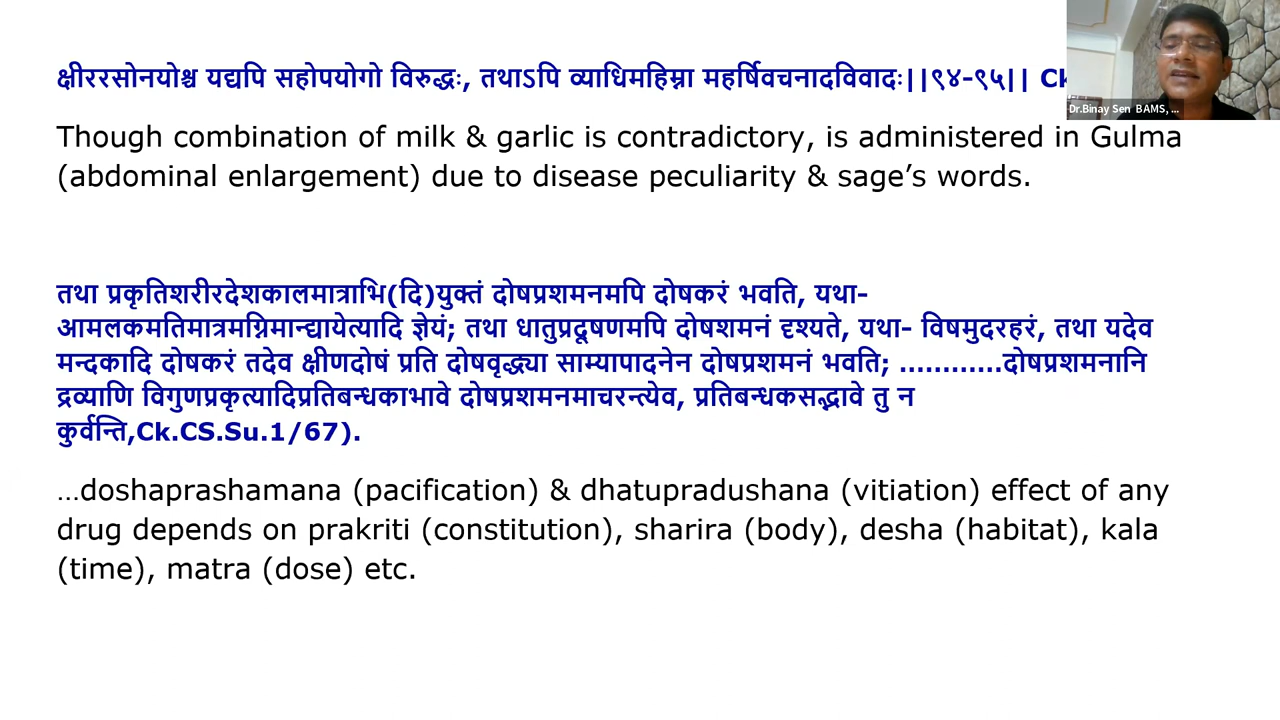 क्षीररसोनयोश्च यद्यपि सहोपयोगो विरुद्धः, तथाऽपि व्याधिमहिम्ना महर्षिवचनादविवादः||९४-९५|| Ck
Dr.Binay Sen BAMS, ...
Though combination of milk & garlic is contradictory, is administered in Gulma
(abdominal enlargement) due to disease peculiarity & sage’s words.
तथा प्रकृतिशरीरदेशकालमात्राभि(दि)युक्तं दोषप्रशमनमपि दोषकरं भवति, यथा-
आमलकमतिमात्रमग्निमान्द्यायेत्यादि ज्ञेयं; तथा धातुप्रदूषणमपि दोषशमनं दृश्यते, यथा- विषमुदरहरं, तथा यदेव
मन्दकादि दोषकरं तदेव क्षीणदोषं प्रति दोषवृद्ध्या साम्यापादनेन दोषप्रशमनं भवति; …………दोषप्रशमनानि
द्रव्याणि विगुणप्रकृत्यादिप्रतिबन्धकाभावे दोषप्रशमनमाचरन्त्येव, प्रतिबन्धकसद्भावे तु न
कुर्वन्ति,Ck.CS.Su.1/67).
…doshaprashamana (pacification) & dhatupradushana (vitiation) effect of any
drug depends on prakriti (constitution), sharira (body), desha (habitat), kala
(time), matra (dose) etc.